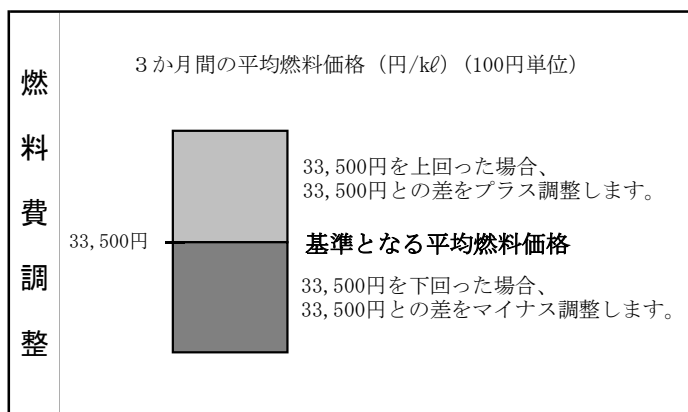 燃料費調整
3か月間の平均燃料価格（円/kℓ）（100円単位）
33,500円を上回った場合、
33,500円との差をプラス調整します。
33,500円
基準となる平均燃料価格
33,500円を下回った場合、
33,500円との差をマイナス調整します。